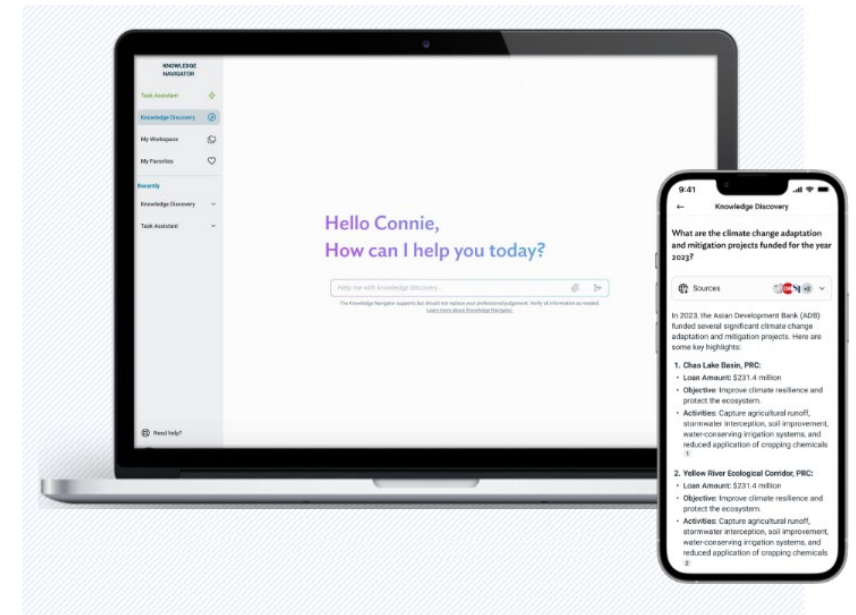 KNOWLEDGE
NAVIGATOR
Task Assistant
Knowledge Discovery
My Workspace
My Favorites
Recently
Knowledge Discovery
Task Assistant
Need help?
Hello Connie,
How can I help you today?
Help me with knowledge discovery...
The Knowledge Navigator supports but should not replace your professional judgement. Verify all information as needed.
Learn more about Knowledge Navigator.
9:41
Knowledge Discovery
What are the climate change adaptation
and mitigation projects funded for the year
2023?
Sources
+2
In 2023, the Asian Development Bank (ADB)
funded several significant climate change
adaptation and mitigation projects. Here are
some key highlights:
1. Chao Lake Basin, PRC:
• Loan Amount: $231.4 million
• Objective: Improve climate resilience and
protect the ecosystem.
• Activities: Capture agricultural runoff,
stormwater interception, soil improvement,
water-conserving irrigation systems, and
reduced application of cropping chemicals
1
2. Yellow River Ecological Corridor, PRC:
• Loan Amount: $231.4 million
• Objective: Improve climate resilience and
protect the ecosystem.
• Activities: Capture agricultural runoff,
stormwater interception, soil improvement,
water-conserving irrigation systems, and
reduced application of cropping chemicals
2